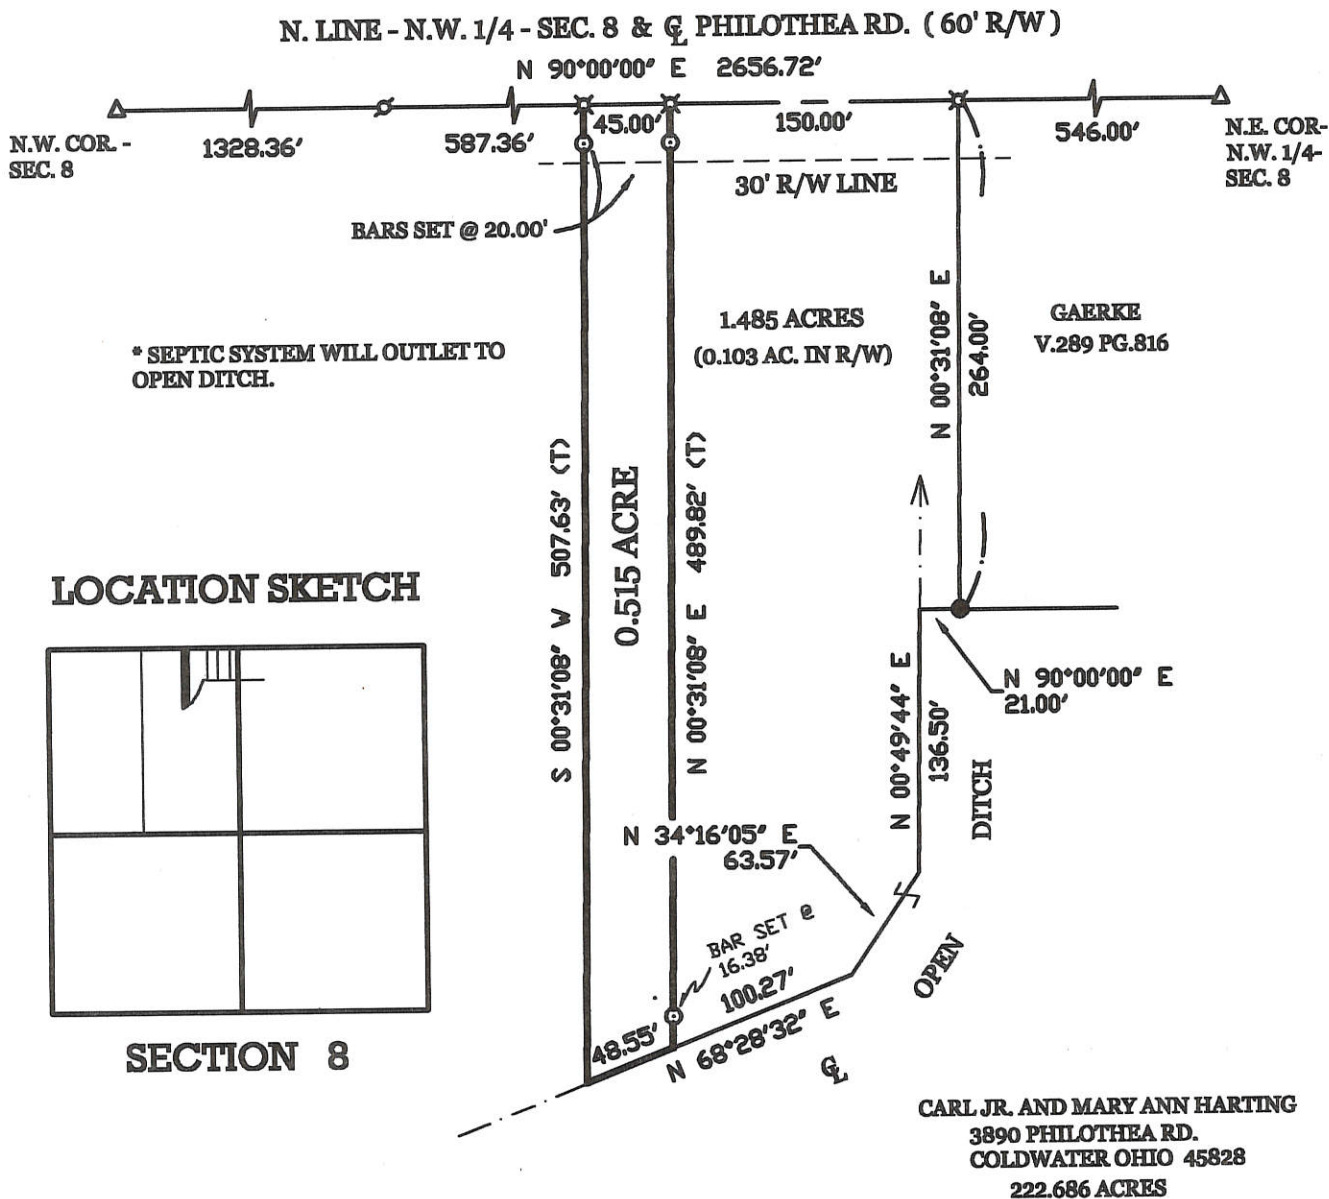 N. LINE - N.W. 1/4 - SEC. 8 & ℄ PHILOTHEA RD. ( 60' R/W )
N 90°00'00" E 2656.72'
N.W. COR. -
SEC. 8
1328.36'
587.36'
45.00'
150.00'
546.00'
N.E. COR-
N.W. 1/4-
SEC. 8
30' R/W LINE
BARS SET @ 20.00'
* SEPTIC SYSTEM WILL OUTLET TO
OPEN DITCH.
1.485 ACRES
(0.103 AC. IN R/W)
N 00°31'08" E
264.00'
GAERKE
V.289 PG.816
S 00°31'08" W 507.63' (T)
0.515 ACRE
N 00°31'08" E 489.82' (T)
LOCATION SKETCH
SECTION 8
N 90°00'00" E
21.00'
N 00°49'44" E
136.50'
DITCH
OPEN
N 34°16'05" E
63.57'
BAR SET @
16.38'
48.55'
100.27'
N 68°28'32" E
℄
CARL JR. AND MARY ANN HARTING
3890 PHILOTHEA RD.
COLDWATER OHIO 45828
222.686 ACRES